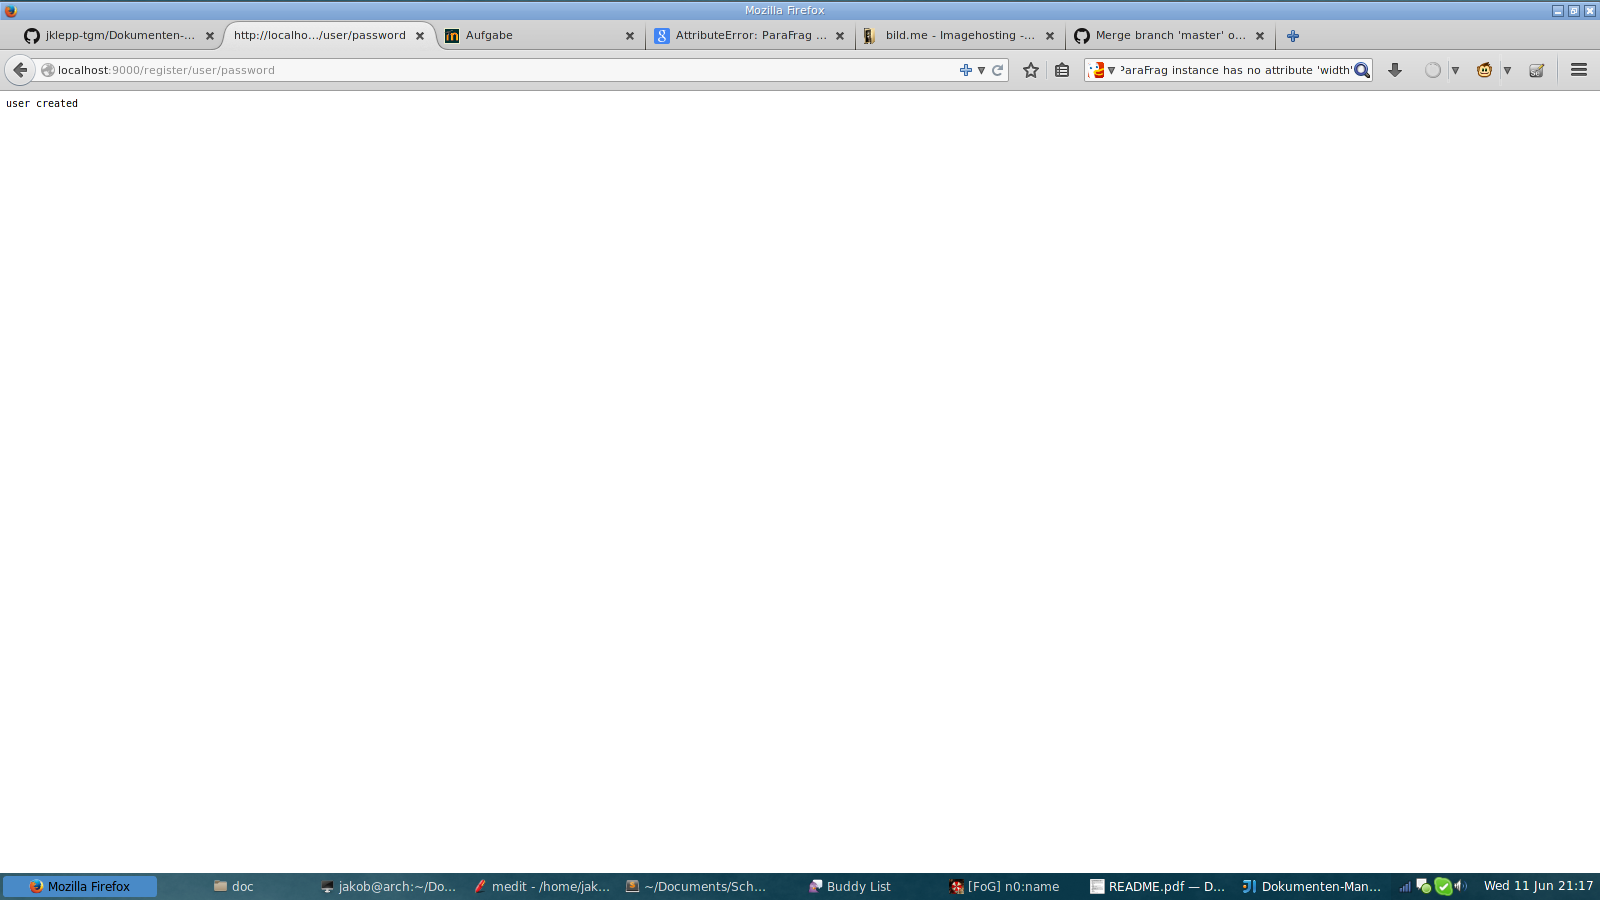 Mozilla Firefox
jklepp-tgm/Dokumenten-...
http://localho.../user/password
Aufgabe
AttributeError: ParaFrag ...
bild.me - Imagehosting -...
Merge branch 'master' o...
localhost:9000/register/user/password
ParaFrag instance has no attribute 'width'
user created
Mozilla Firefox
doc
jakob@arch:~/Do...
medit - /home/jak...
~/Documents/Sch...
Buddy List
[FoG] n0:name
README.pdf — D...
Dokumenten-Man...
Wed 11 Jun 21:17